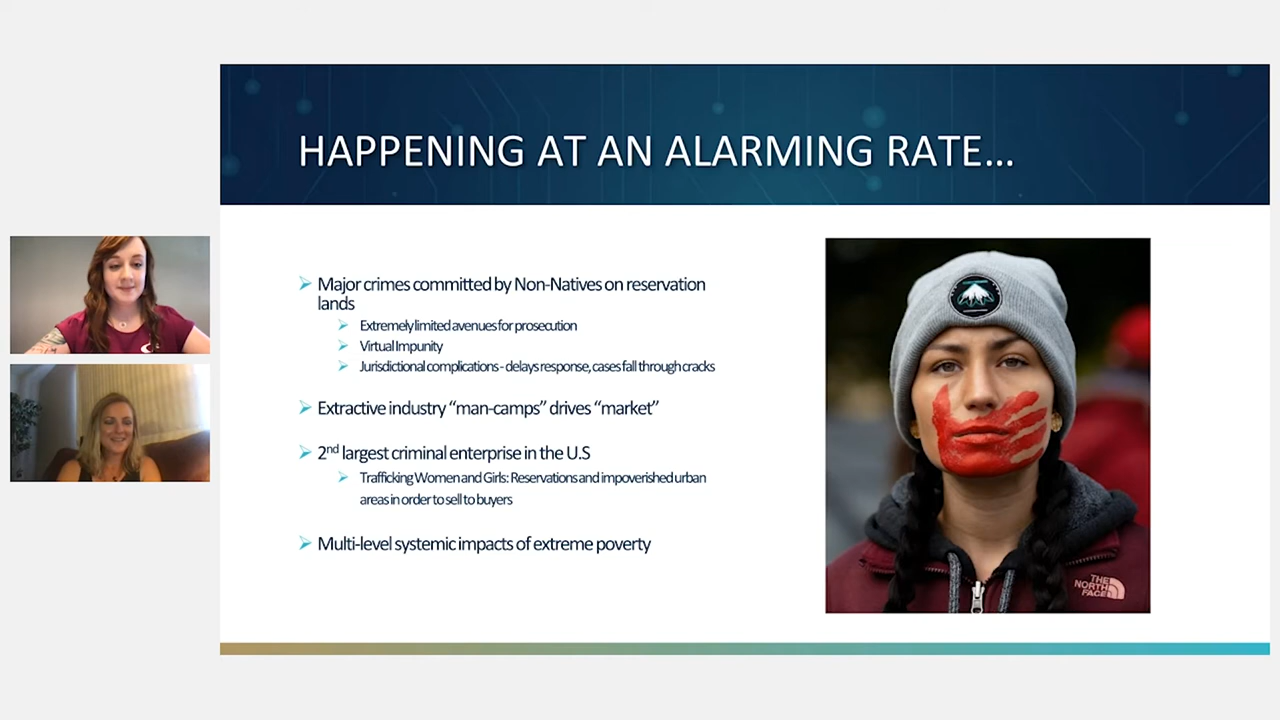 HAPPENING AT AN ALARMING RATE...
Major crimes committed by Non-Natives on reservation
lands
Extremely limited avenues for prosecution
Virtual Impunity
Jurisdictional complications - delays response, cases fall through cracks
Extractive industry “man-camps” drives “market”
2nd largest criminal enterprise in the U.S
Trafficking Women and Girls: Reservations and impoverished urban
areas in order to sell to buyers
Multi-level systemic impacts of extreme poverty
THE
NORTH
FACE